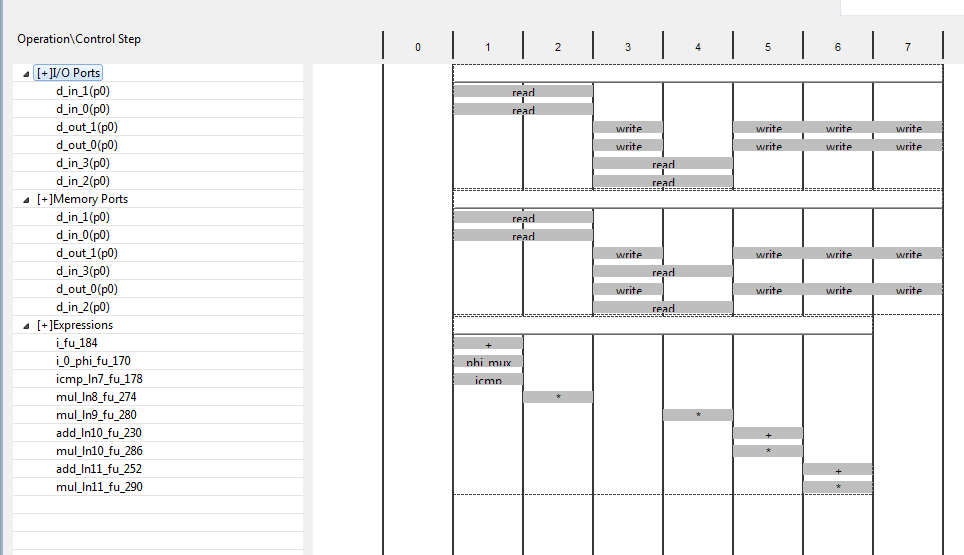 Operation\Control Step 0 1 2 3 4 5 6 7
[+]I/O Ports
d_in_1(p0) read
d_in_0(p0) read
d_out_1(p0) write write write write
d_out_0(p0) write write write write
d_in_3(p0) read
d_in_2(p0) read
[+]Memory Ports
d_in_1(p0) read
d_in_0(p0) read
d_out_1(p0) write write write write
d_in_3(p0) read
d_out_0(p0) write write write write
d_in_2(p0) read
[+]Expressions
i_fu_184 +
i_0_phi_fu_170 phi_mux
icmp_ln7_fu_178 icmp
mul_ln8_fu_274 *
mul_ln9_fu_280 *
add_ln10_fu_230 +
mul_ln10_fu_286 *
add_ln11_fu_252 +
mul_ln11_fu_290 *